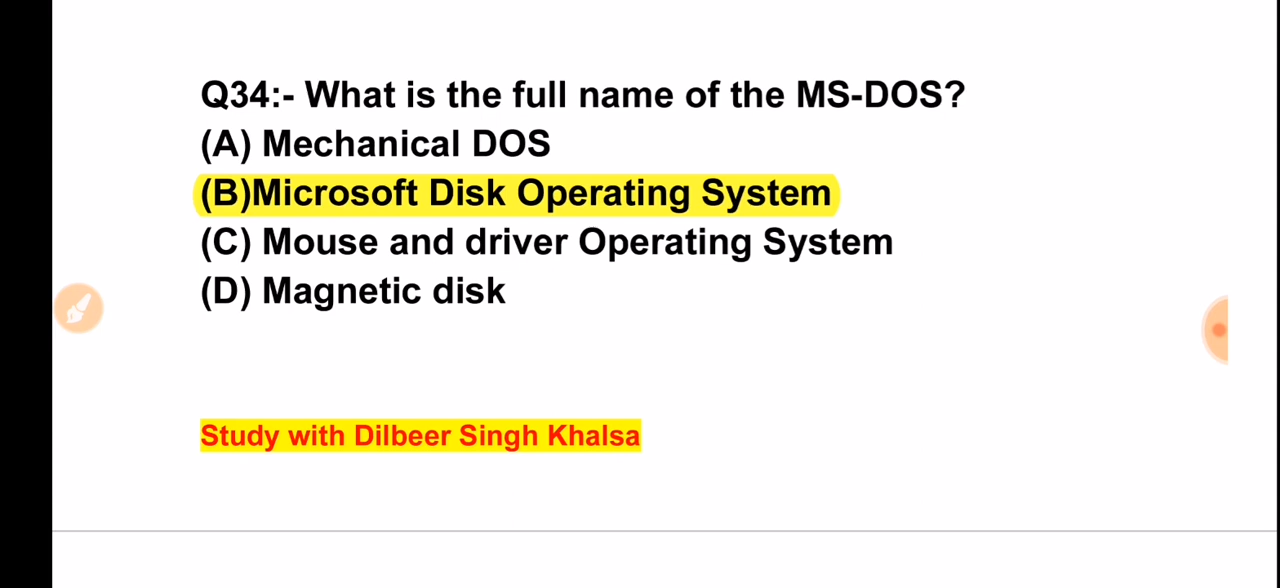 Q34:- What is the full name of the MS-DOS?
(A) Mechanical DOS
(B)Microsoft Disk Operating System
(C) Mouse and driver Operating System
(D) Magnetic disk
Study with Dilbeer Singh Khalsa